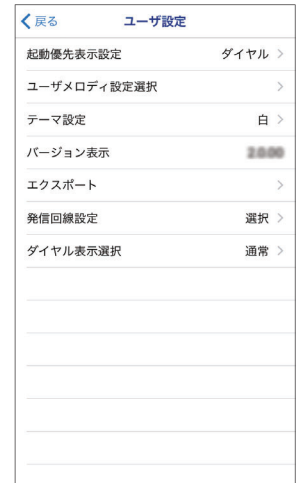 戻る ユーザ設定
起動優先表示設定 ダイヤル
ユーザメロディ設定選択
テーマ設定 白
バージョン表示
エクスポート
発信回線設定 選択
ダイヤル表示選択 通常